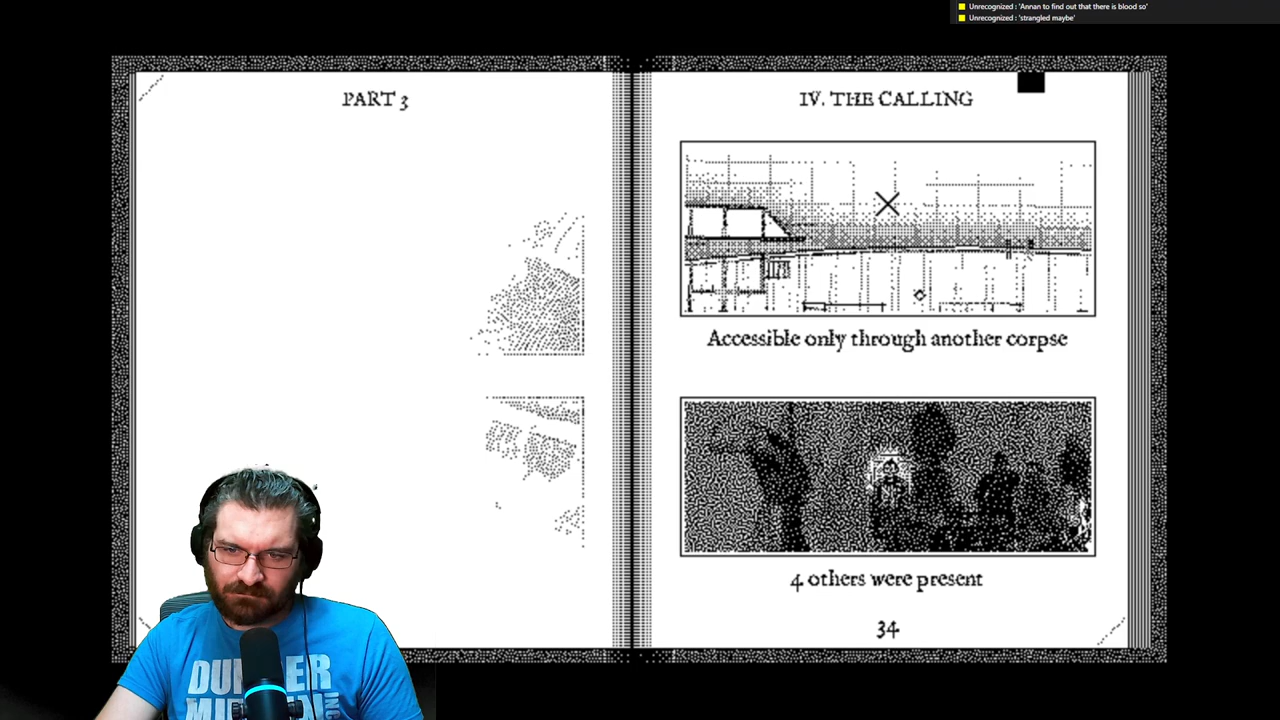 Unrecognized : 'Annan to find out that there is blood so'
Unrecognized : 'strangled maybe'
PART 3
IV. THE CALLING
Accessible only through another corpse
4 others were present
34